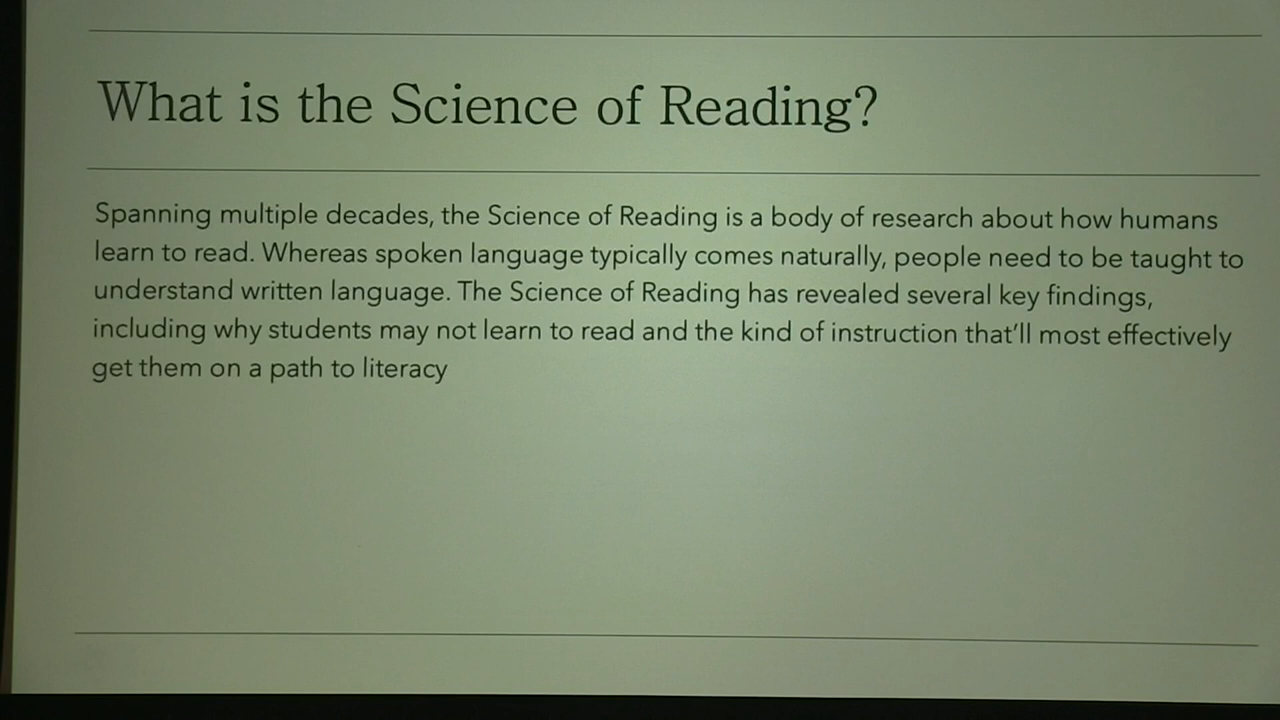 What is the Science of Reading?
Spanning multiple decades, the Science of Reading is a body of research about how humans
learn to read. Whereas spoken language typically comes naturally, people need to be taught to
understand written language. The Science of Reading has revealed several key findings,
including why students may not learn to read and the kind of instruction that'll most effectively
get them on a path to literacy